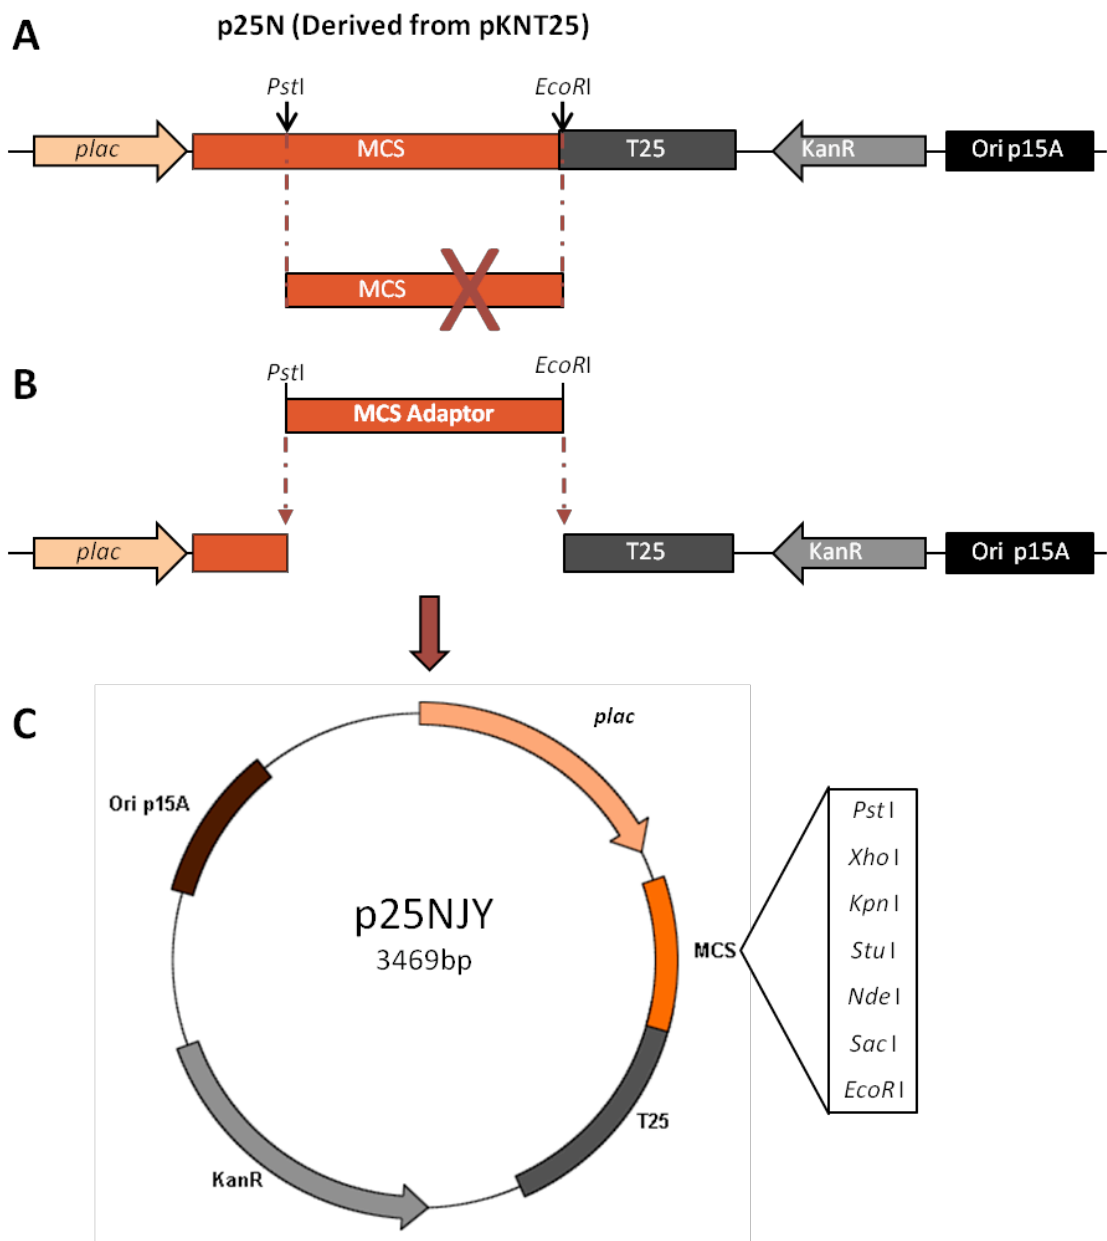 A
p25N (Derived from pKNT25)
PstI
EcoRI
plac
MCS
T25
KanR
Ori p15A
MCS
X
B
PstI
EcoRI
MCS Adaptor
plac
T25
KanR
Ori p15A
C
plac
Ori p15A
p25NJY
3469bp
MCS
T25
KanR
Pst I
Xho I
Kpn I
Stu I
Nde I
Sac I
EcoR I